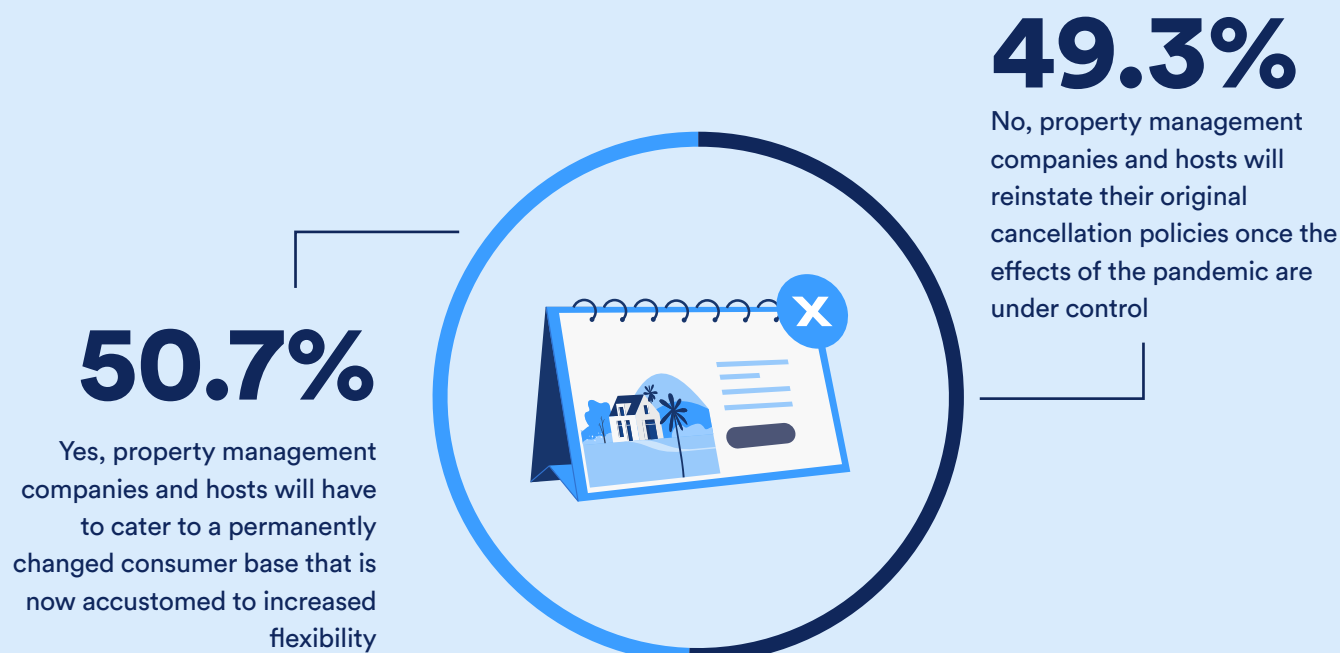 49.3%
No, property management
companies and hosts will
reinstate their original
cancellation policies once the
effects of the pandemic are
under control
50.7%
Yes, property management
companies and hosts will have
to cater to a permanently
changed consumer base that is
now accustomed to increased
flexibility
X